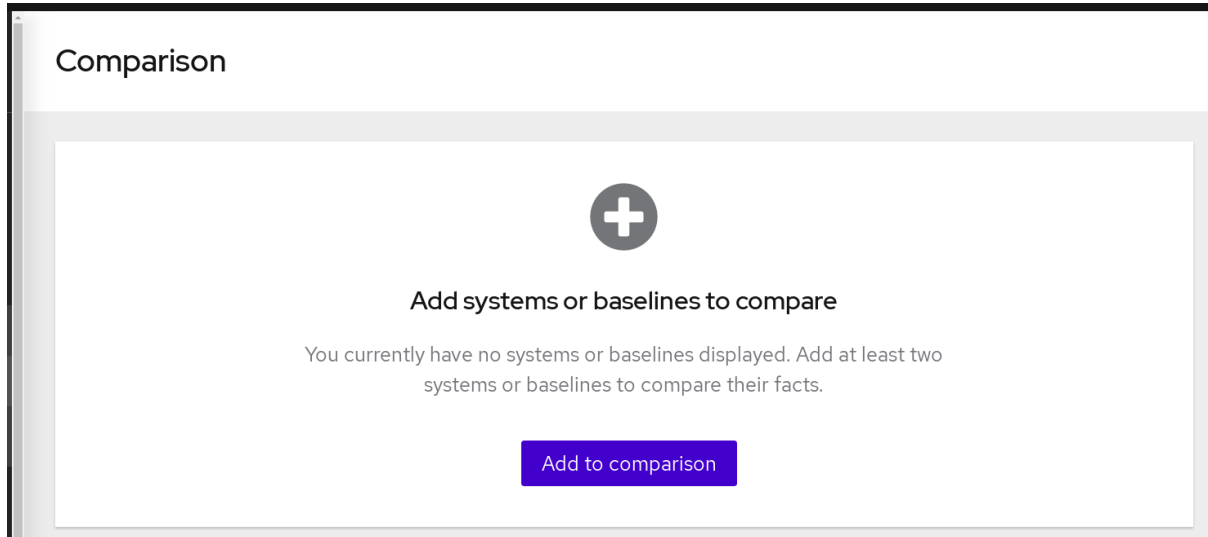 Comparison
Add systems or baselines to compare
You currently have no systems or baselines displayed. Add at least two
systems or baselines to compare their facts.
Add to comparison